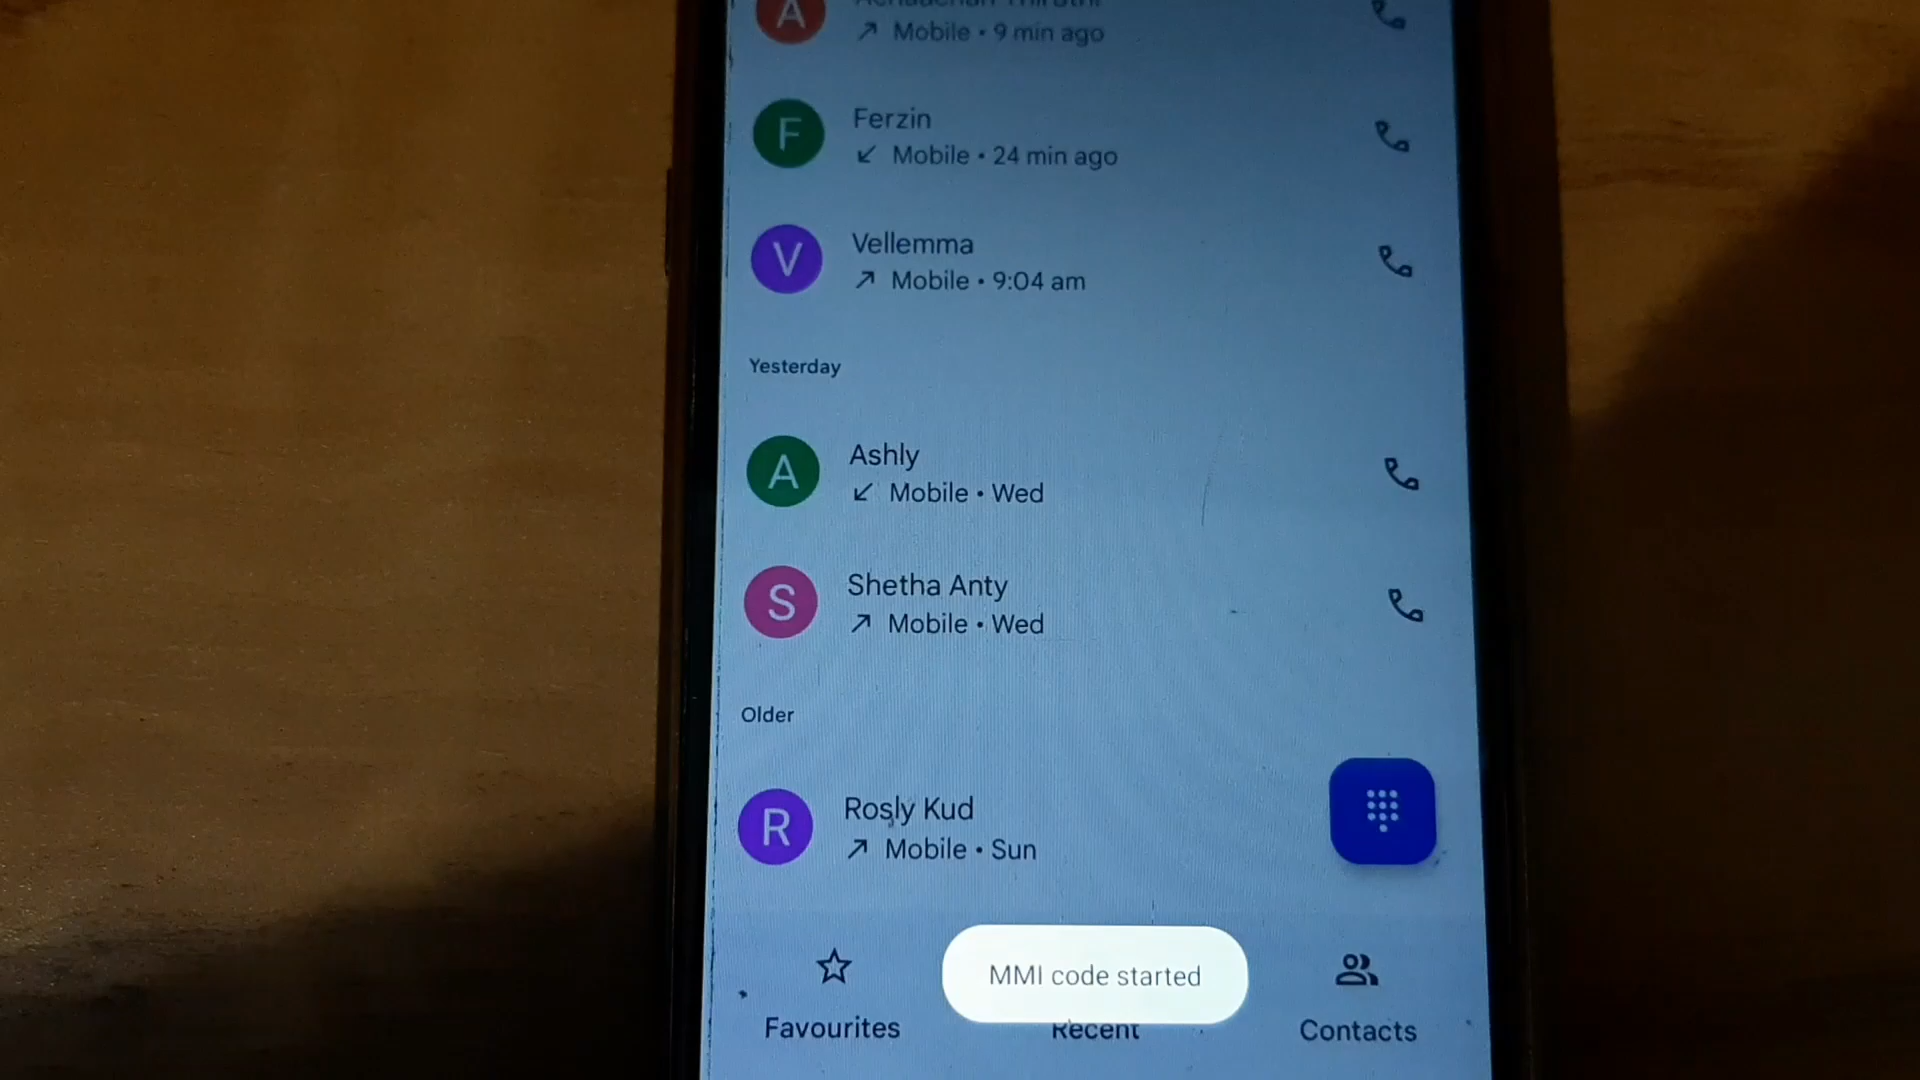 A
Mobile • 9 min ago
F
Ferzin
Mobile • 24 min ago
V
Vellemma
Mobile • 9:04 am
Yesterday
A
Ashly
Mobile • Wed
S
Shetha Anty
Mobile • Wed
Older
R
Rosly Kud
Mobile • Sun
MMI code started
Favourites
Recent
Contacts